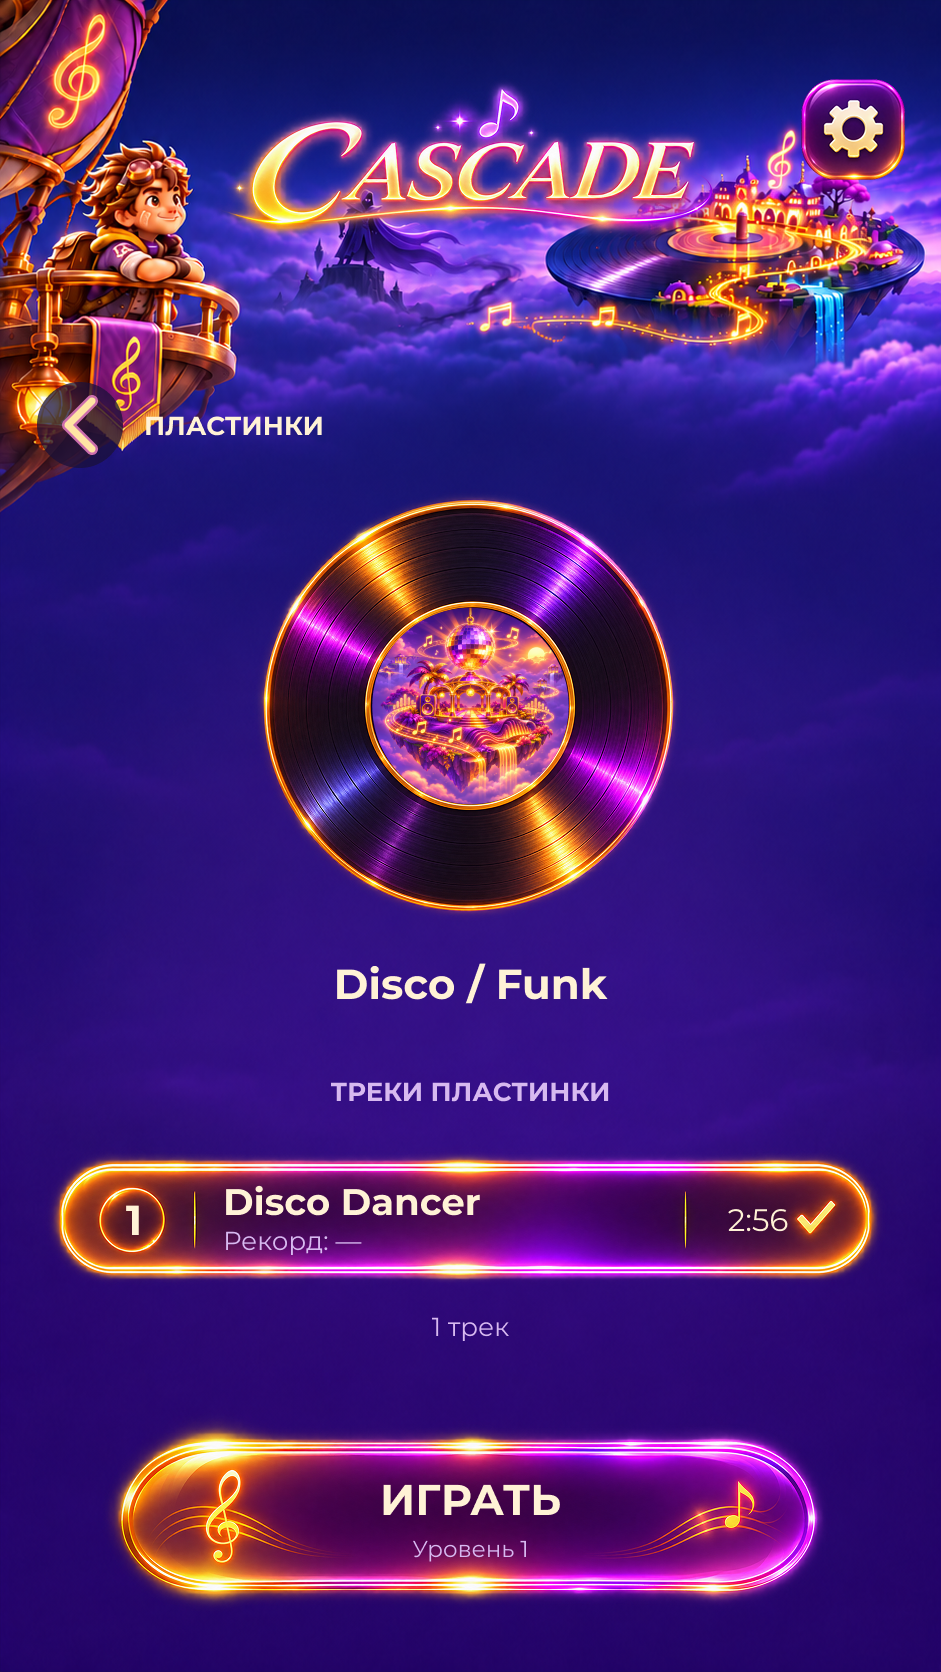 CASCADE
ПЛАСТИНКИ
Disco / Funk
ТРЕКИ ПЛАСТИНКИ
1
Disco Dancer
Рекорд: —
2:56
1 трек
ИГРАТЬ
Уровень 1